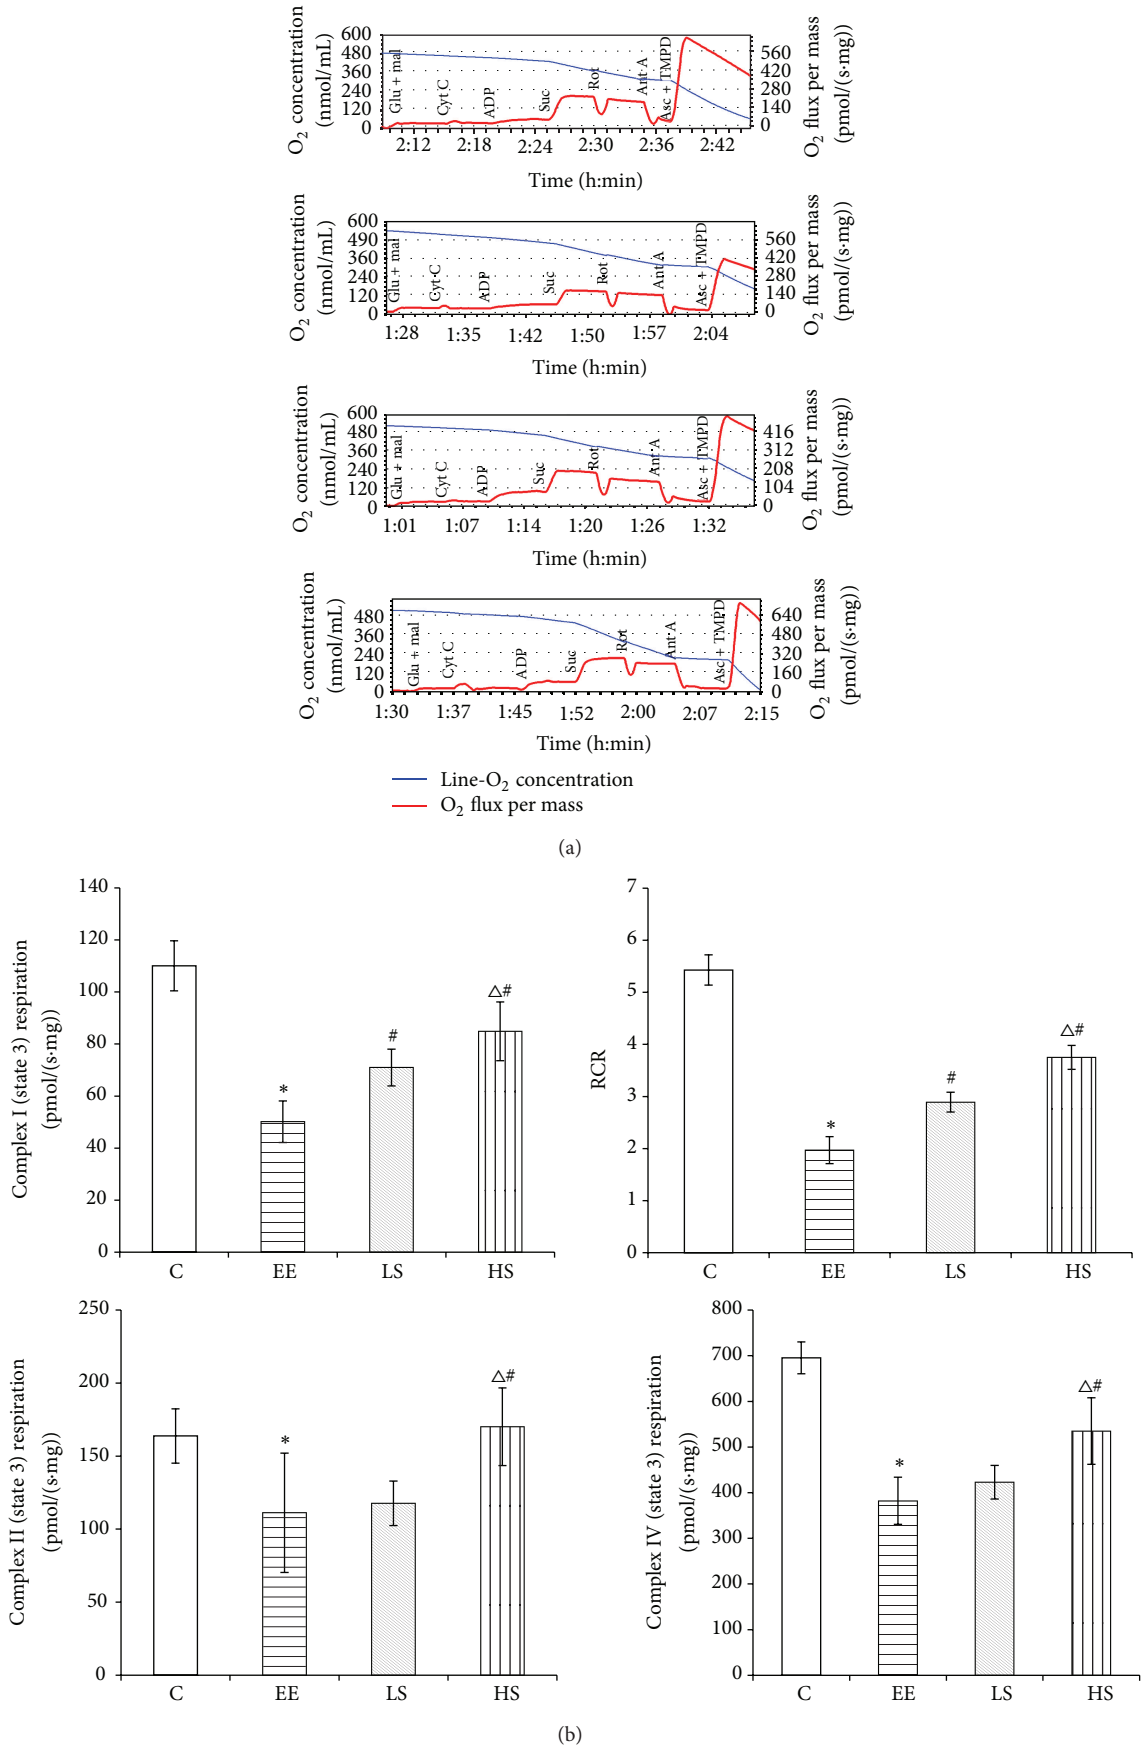 O₂ concentration
(nmol/mL)
600
480
360
240
120
0
Glu + mal
Cyt C
ADP
Suc
Rot
Ant A
Asc + TMPD
560
420
280
140
0
O₂ flux per mass
(pmol/(s·mg))
2:12 2:18 2:24 2:30 2:36 2:42
Time (h:min)
O₂ concentration
(nmol/mL)
600
490
360
240
120
0
Glu + mal
Cyt C
ADP
Suc
Rot
Ant A
Asc + TMPD
560
420
280
140
0
O₂ flux per mass
(pmol/(s·mg))
1:28 1:35 1:42 1:50 1:57 2:04
Time (h:min)
O₂ concentration
(nmol/mL)
600
480
360
240
120
0
Glu + mal
Cyt C
ADP
Suc
Rot
Ant A
Asc + TMPD
416
312
208
104
0
O₂ flux per mass
(pmol/(s·mg))
1:01 1:07 1:14 1:20 1:26 1:32
Time (h:min)
O₂ concentration
(nmol/mL)
480
360
240
120
0
Glu + mal
Cyt C
ADP
Suc
Rot
Ant A
Asc + TMPD
640
480
320
160
0
O₂ flux per mass
(pmol/(s·mg))
1:30 1:37 1:45 1:52 2:00 2:07 2:15
Time (h:min)
Line-O₂ concentration
O₂ flux per mass
(a)
Complex I (state 3) respiration
(pmol/(s·mg))
140
120
100
80
60
40
20
0
*
#
△#
C EE LS HS
RCR
7
6
5
4
3
2
1
0
*
#
△#
C EE LS HS
Complex II (state 3) respiration
(pmol/(s·mg))
250
200
150
100
50
0
*
△#
C EE LS HS
Complex IV (state 3) respiration
(pmol/(s·mg))
800
700
600
500
400
300
200
100
0
*
△#
C EE LS HS
(b)